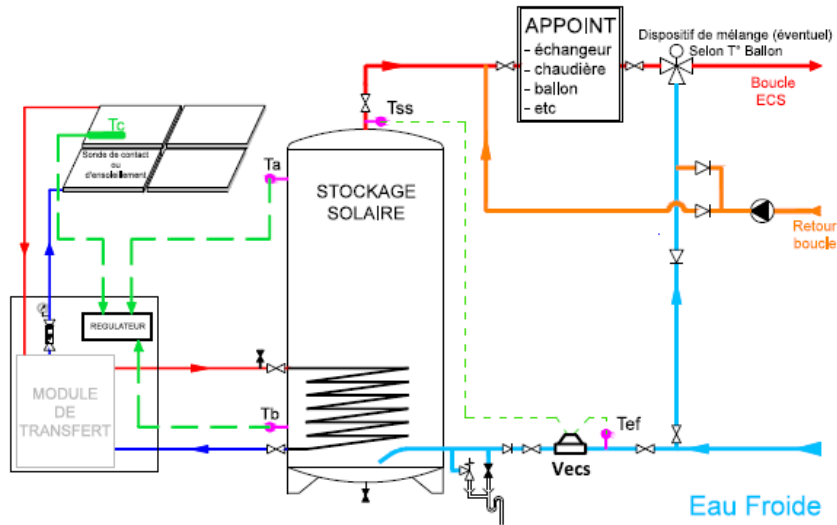 APPOINT
- échangeur
- chaudière
- ballon
- etc
Dispositif de mélange (éventuel)
Selon T° Ballon
Boucle
ECS
Tss
Tc
Sonde de contact
ou
d'ensoleillement
Ta
STOCKAGE
SOLAIRE
Retour
boucle
REGULATEUR
MODULE
DE
TRANSFERT
Tb
Tef
Vecs
Eau Froide